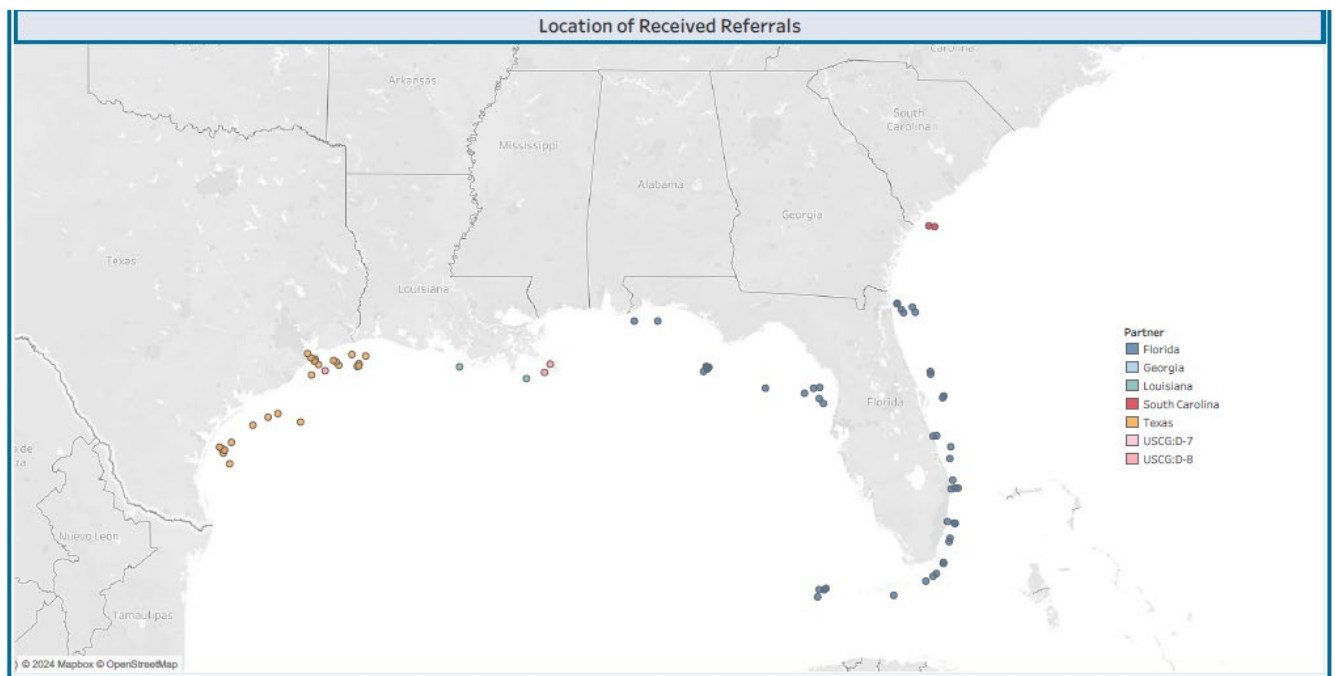 Location of Received Referrals
Carolina
Arkansas
South
Carolina
Mississippi
Alabama
Georgia
Texas
Louisiana
Partner
Florida
Georgia
Louisiana
South Carolina
Texas
USCG:D-7
USCG:D-8
Florida
Nuevo León
Tamaulipas
© 2024 Mapbox © OpenStreetMap